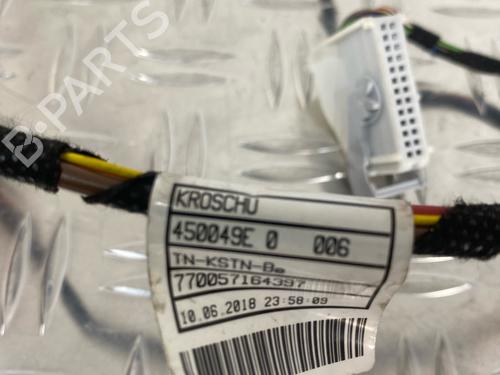 KROSCHU
450049E 0 006
TN-KSTN-Be
770057164397
10.06.2018 23:58:09
B-PARTS